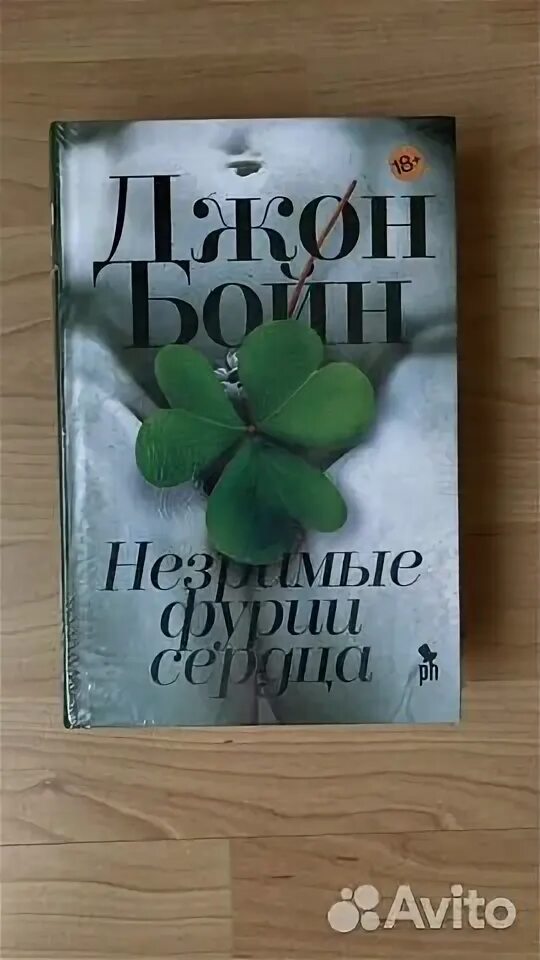 18+
Джон
Бойн
Незримые
фурии
сердца
ph
Avito